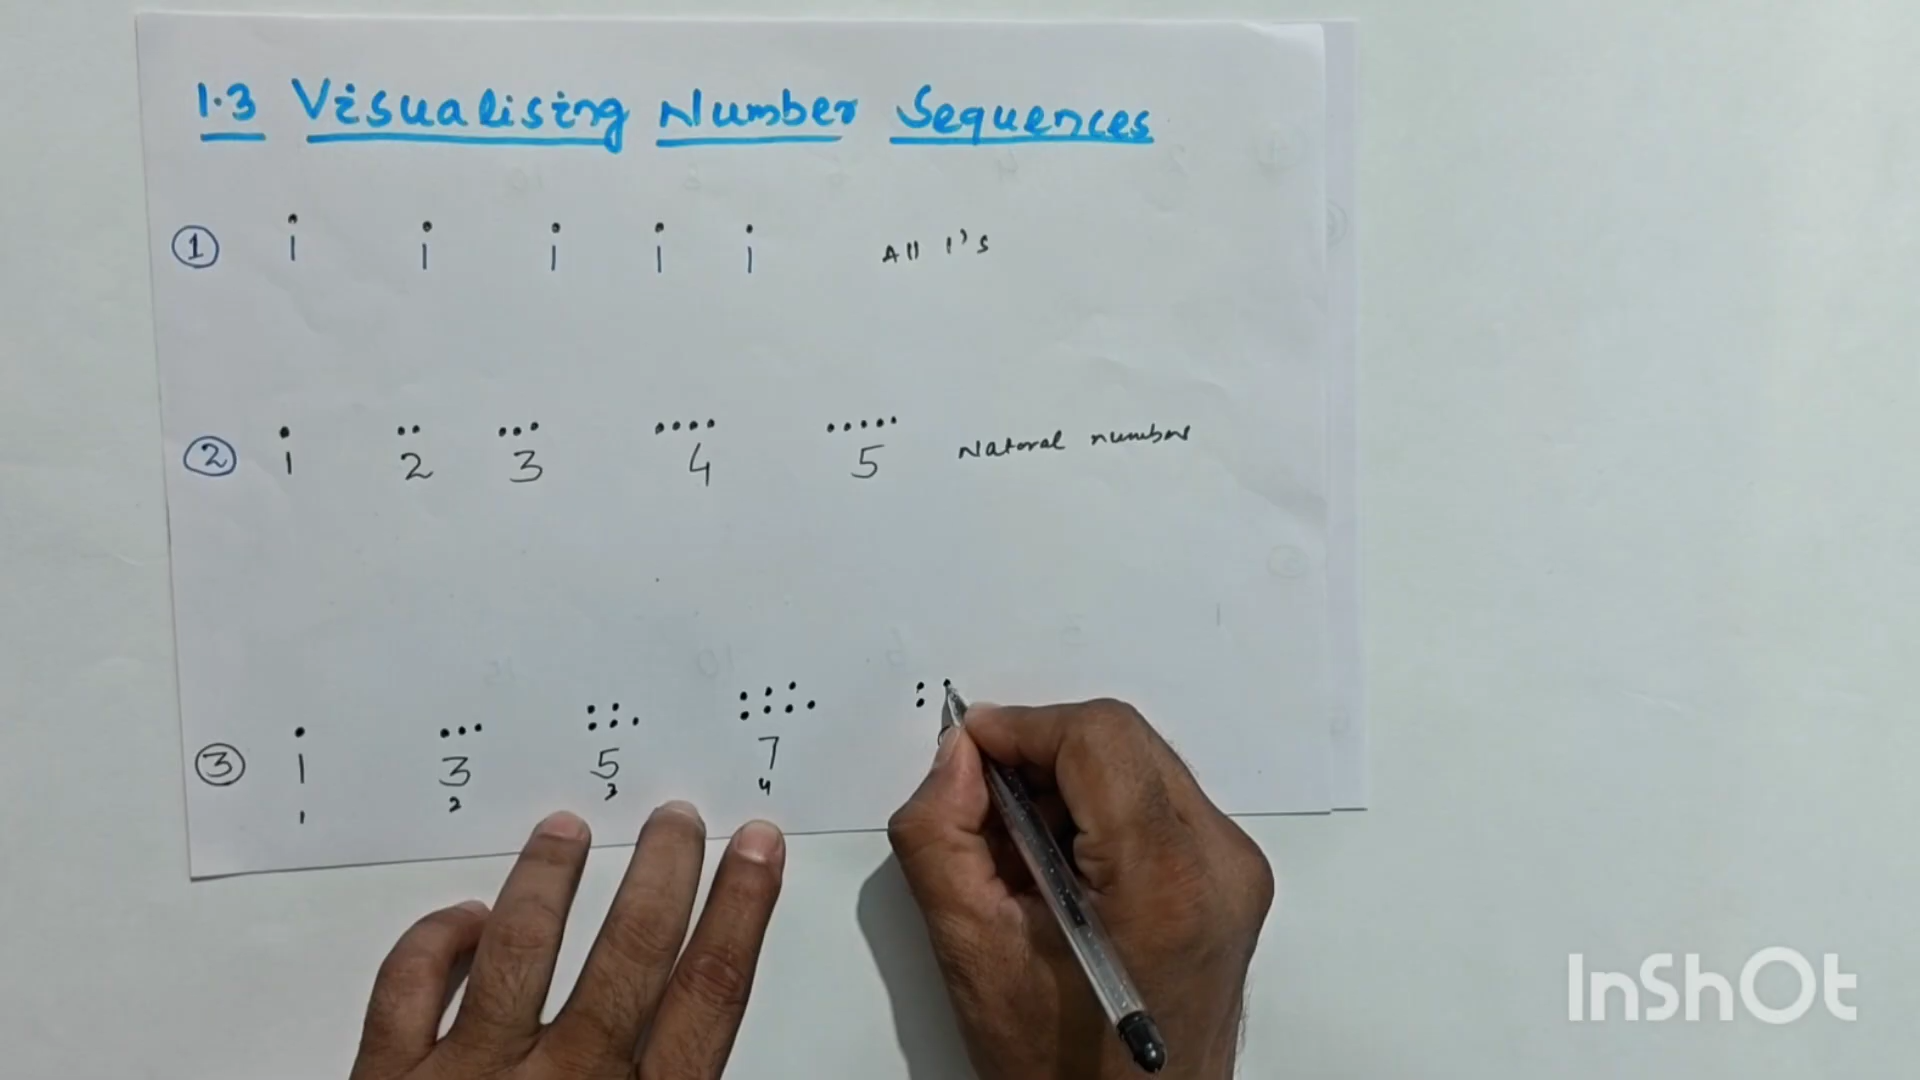 1.3 Visualising Number Sequences
1 1 1 1 1 1 All 1's
2 1 2 3 4 5 Natoral numbers
3 1 3 5 7
1 2 3 4
InShOt